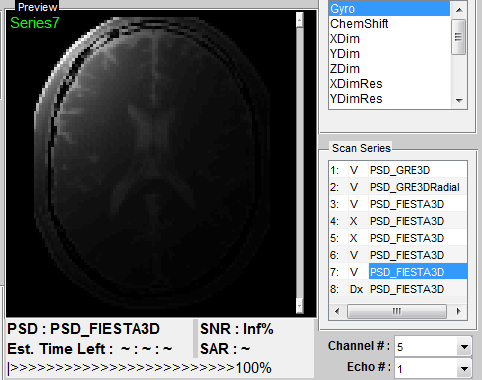 Preview
Series7
PSD : PSD_FIESTA3D
SNR : Inf%
Est. Time Left : ~ : ~ : ~
SAR : ~
|>>>>>>>>>>>>>>>>>>>>>>>>>100%
Gyro
ChemShift
XDim
YDim
ZDim
XDimRes
YDimRes
Scan Series
1: V PSD_GRE3D
2: V PSD_GRE3DRadial
3: V PSD_FIESTA3D
4: X PSD_FIESTA3D
5: X PSD_FIESTA3D
6: V PSD_FIESTA3D
7: V PSD_FIESTA3D
8: Dx PSD_FIESTA3D
Channel # : 5
Echo # : 1